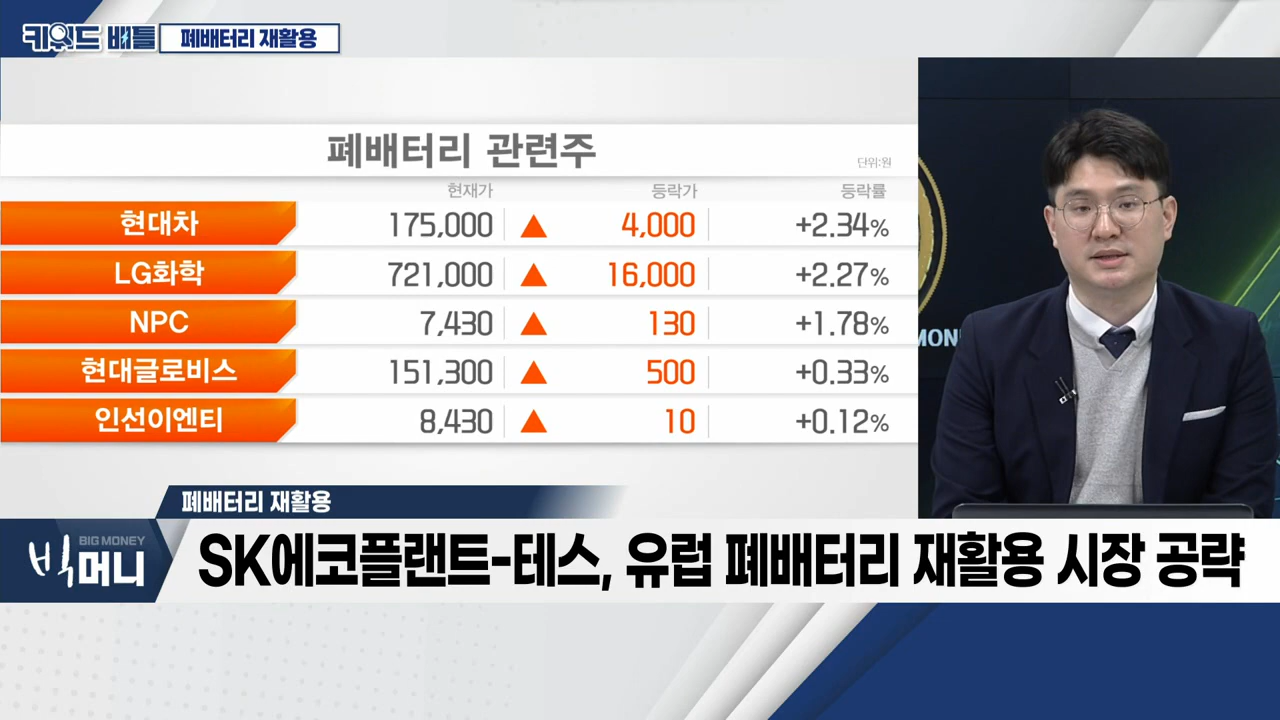 키워드 배틀 폐배터리 재활용
폐배터리 관련주
단위:원
현재가 등락가 등락률
현대차 175,000 ▲ 4,000 +2.34%
LG화학 721,000 ▲ 16,000 +2.27%
NPC 7,430 ▲ 130 +1.78%
현대글로비스 151,300 ▲ 500 +0.33%
인선이엔티 8,430 ▲ 10 +0.12%
폐배터리 재활용
빅머니 BIG MONEY
SK에코플랜트-테스, 유럽 폐배터리 재활용 시장 공략